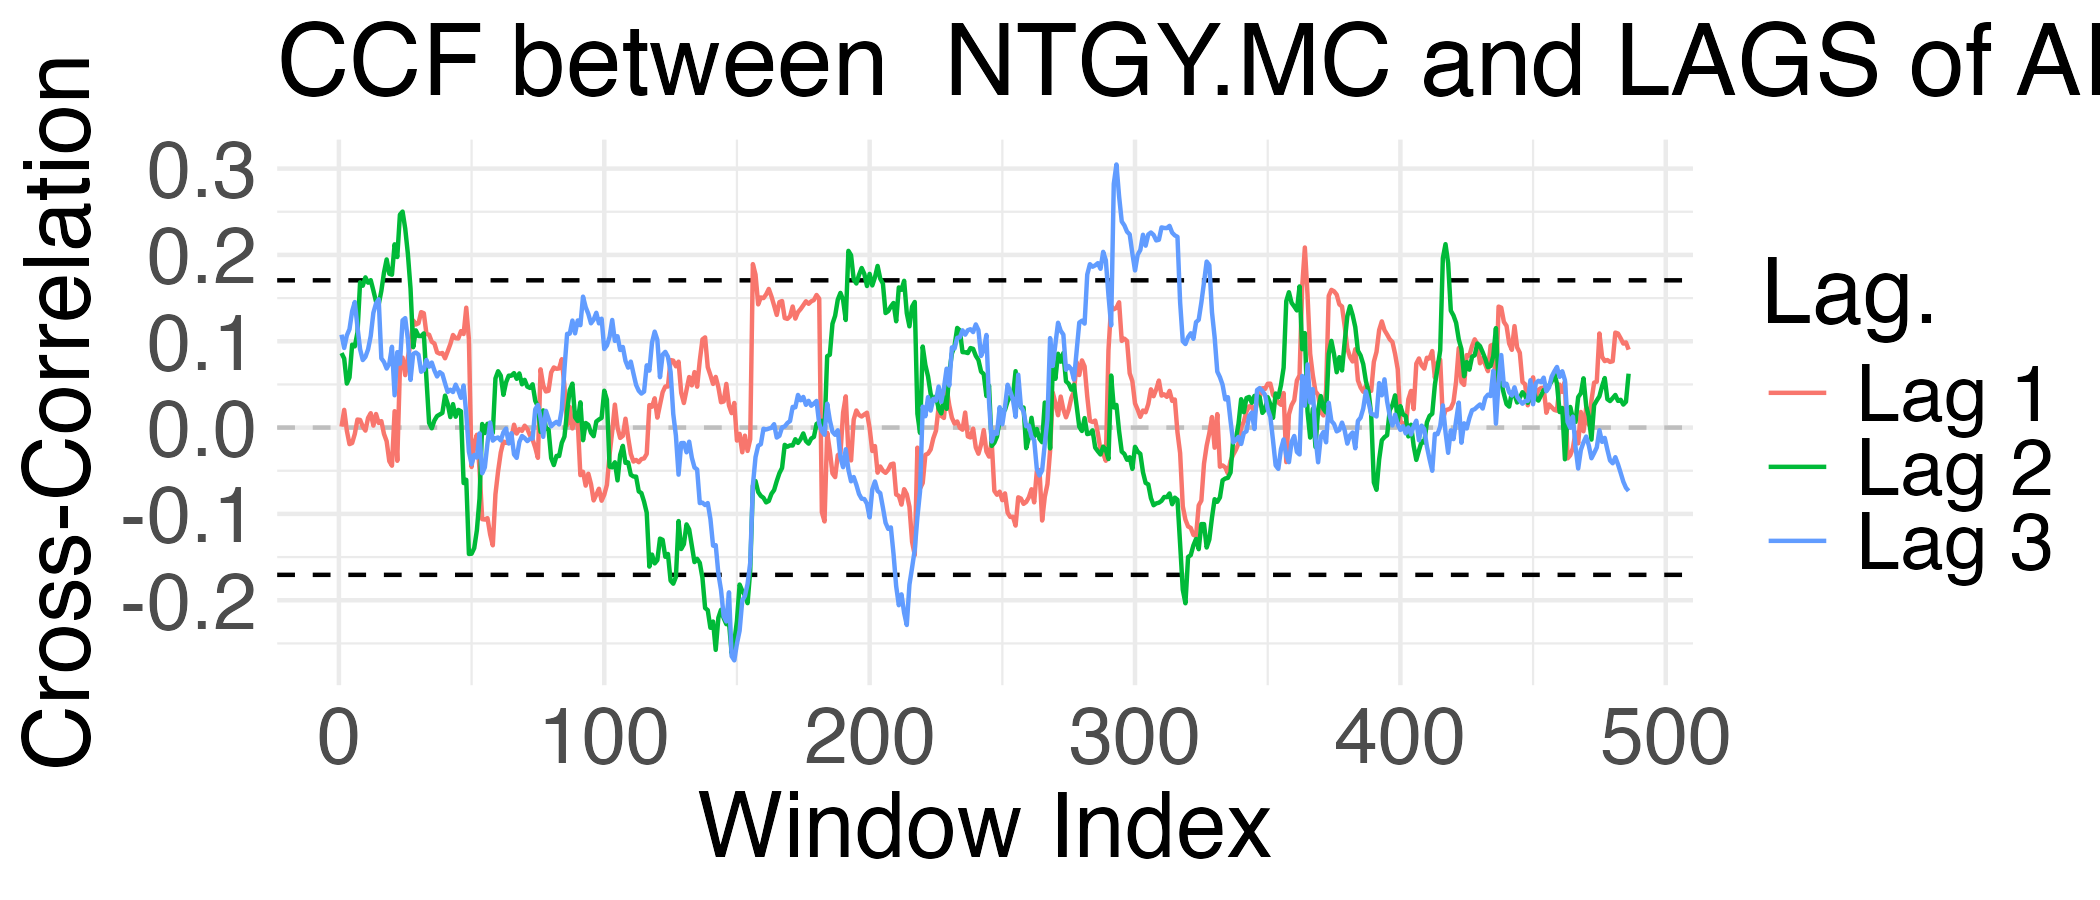 CCF between NTGY.MC and LAGS of
Cross-Correlation
0.3
0.2
0.1
0.0
-0.1
-0.2
0
100
200
300
400
500
Window Index
Lag.
Lag 1
Lag 2
Lag 3